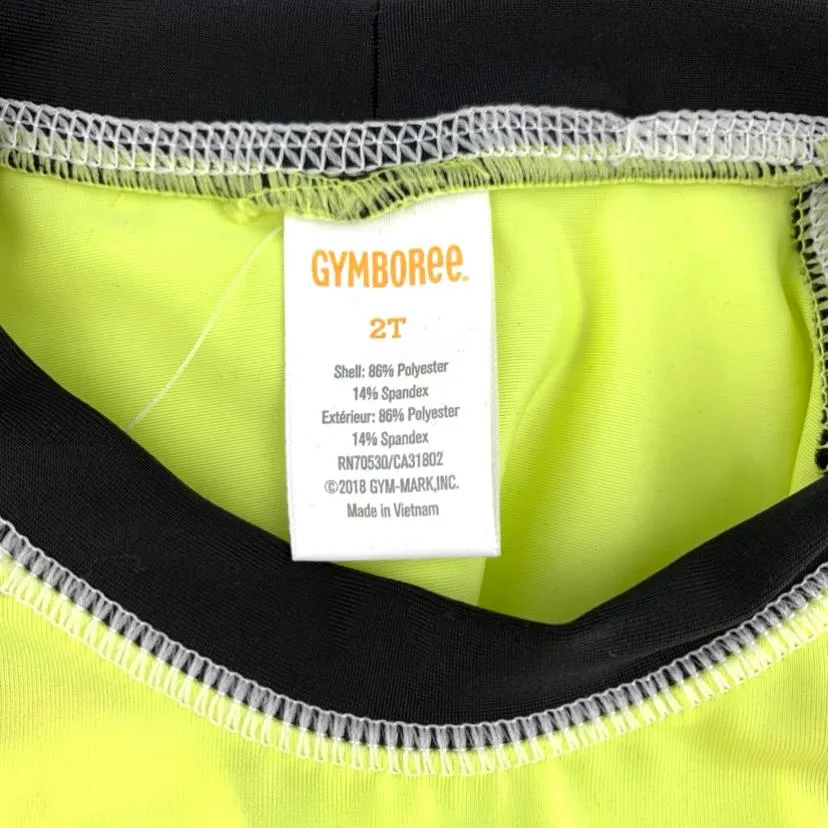 GYMBOREE.
2T
Shell: 86% Polyester
14% Spandex
Extérieur: 86% Polyester
14% Spandex
RN70530/CA31802
©2018 GYM-MARK,INC.
Made in Vietnam